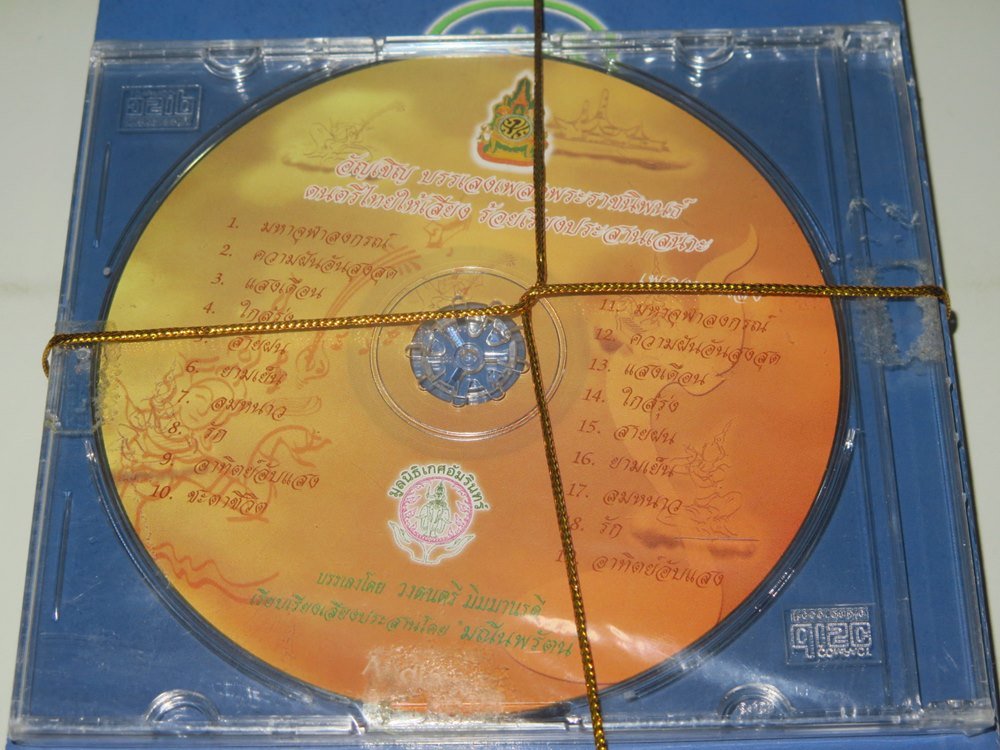 อัญเชิญ บรรเลงเพลงพระราชนิพนธ์
ดนตรีไทยให้เสียง ร้อยเรียงประสานเสนาะ
1. มหาจุฬาลงกรณ์
2. ความฝันอันสูงสุด
3. แสงเดือน
4. ใกล้รุ่ง
5. สายฝน
6. ยามเย็น
7. ลมหนาว
8. รัก
9. อาทิตย์อับแสง
10. ชะตาชีวิต
11. มหาจุฬาลงกรณ์
12. ความฝันอันสูงสุด
13. แสงเดือน
14. ใกล้รุ่ง
15. สายฝน
16. ยามเย็น
17. ลมหนาว
8. รัก
อาทิตย์อับแสง
มูลนิธิเกศอัมรินทร์
บรรเลงโดย วงดนตรี พิมมานรดี
เรียบเรียงเสียงประสานโดย มณีนพรัตน